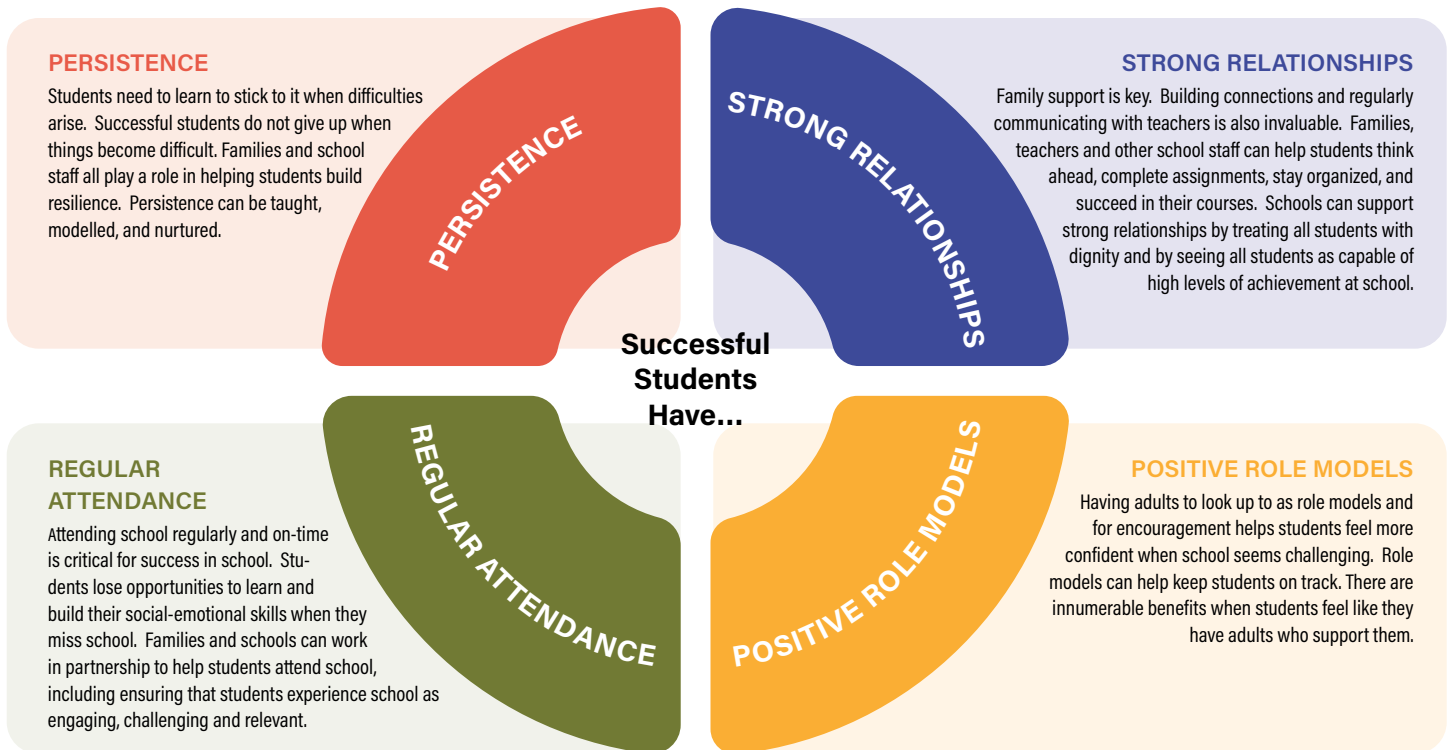 PERSISTENCE
Students need to learn to stick to it when difficulties
arise.  Successful students do not give up when
things become difficult. Families and school
staff all play a role in helping students build
resilience.  Persistence can be taught,
modelled, and nurtured.
PERSISTENCE
STRONG RELATIONSHIPS
STRONG RELATIONSHIPS
Family support is key.  Building connections and regularly
communicating with teachers is also invaluable.  Families,
teachers and other school staff can help students think
ahead, complete assignments, stay organized, and
succeed in their courses.  Schools can support
strong relationships by treating all students with
dignity and by seeing all students as capable of
high levels of achievement at school.
Successful
Students
Have...
REGULAR
ATTENDANCE
Attending school regularly and on-time
is critical for success in school.  Stu-
dents lose opportunities to learn and
build their social-emotional skills when they
miss school.  Families and schools can work
in partnership to help students attend school,
including ensuring that students experience school as
engaging, challenging and relevant.
REGULAR ATTENDANCE
POSITIVE ROLE MODELS
POSITIVE ROLE MODELS
Having adults to look up to as role models and
for encouragement helps students feel more
confident when school seems challenging.  Role
models can help keep students on track. There are
innumerable benefits when students feel like they
have adults who support them.